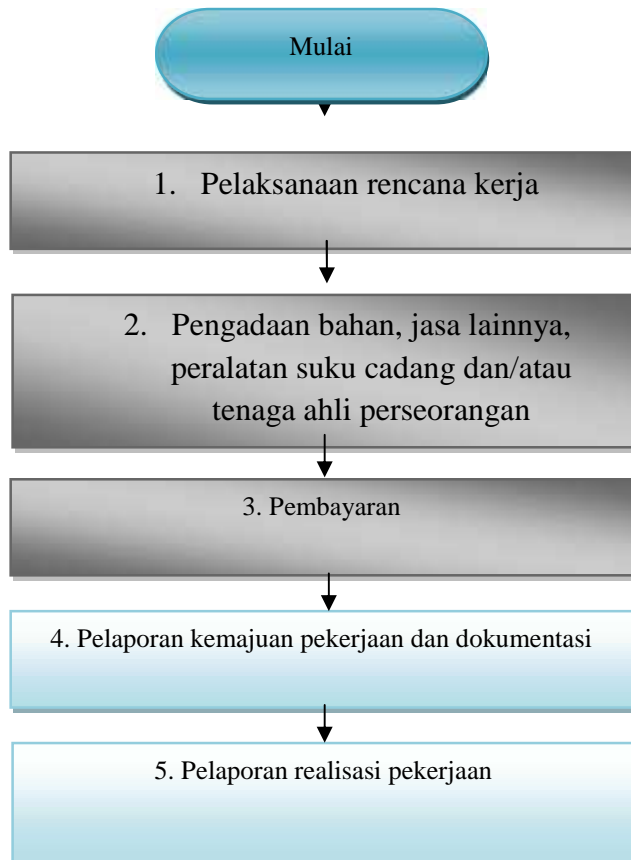 Mulai
1. Pelaksanaan rencana kerja
2. Pengadaan bahan, jasa lainnya,
peralatan suku cadang dan/atau
tenaga ahli perseorangan
3. Pembayaran
4. Pelaporan kemajuan pekerjaan dan dokumentasi
5. Pelaporan realisasi pekerjaan